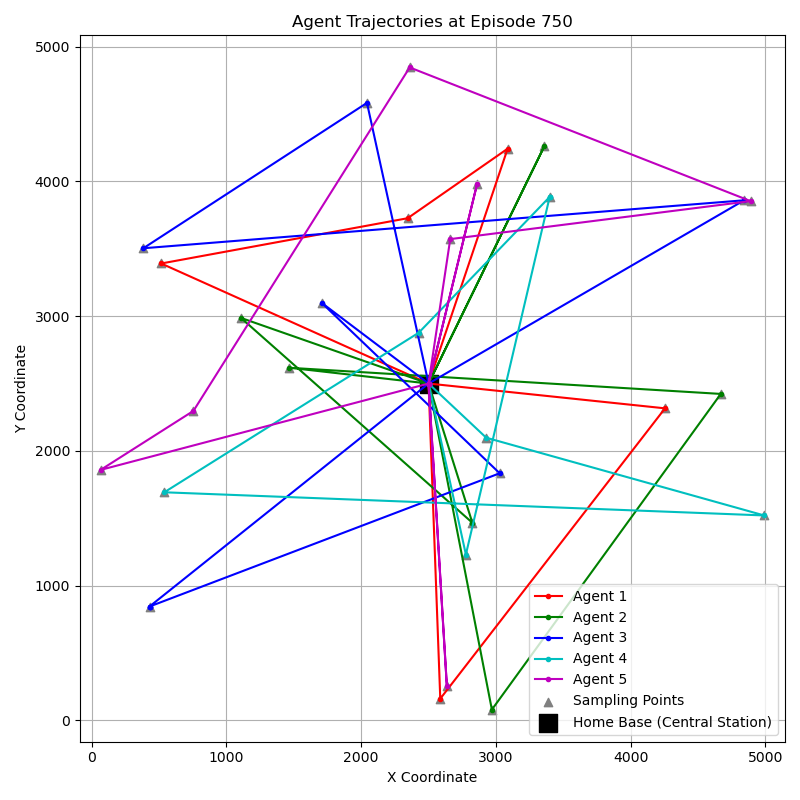 Agent Trajectories at Episode 750
Y Coordinate
5000
4000
3000
2000
1000
0
0 1000 2000 3000 4000 5000
X Coordinate
Agent 1
Agent 2
Agent 3
Agent 4
Agent 5
Sampling Points
Home Base (Central Station)